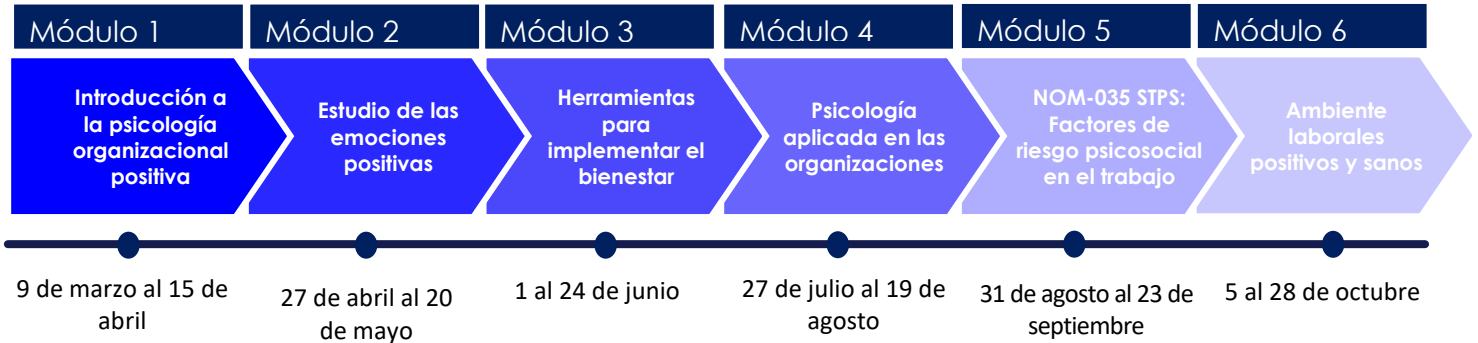 Módulo 1
Módulo 2
Módulo 3
Módulo 4
Módulo 5
Módulo 6
Introducción a
la psicología
organizacional
positiva
Estudio de las
emociones
positivas
Herramientas
para
implementar el
bienestar
Psicología
aplicada en las
organizaciones
NOM-035 STPS:
Factores de
riesgo psicosocial
en el trabajo
Ambiente
laborales
positivos y sanos
9 de marzo al 15 de
abril
27 de abril al 20
de mayo
1 al 24 de junio
27 de julio al 19 de
agosto
31 de agosto al 23 de
septiembre
5 al 28 de octubre